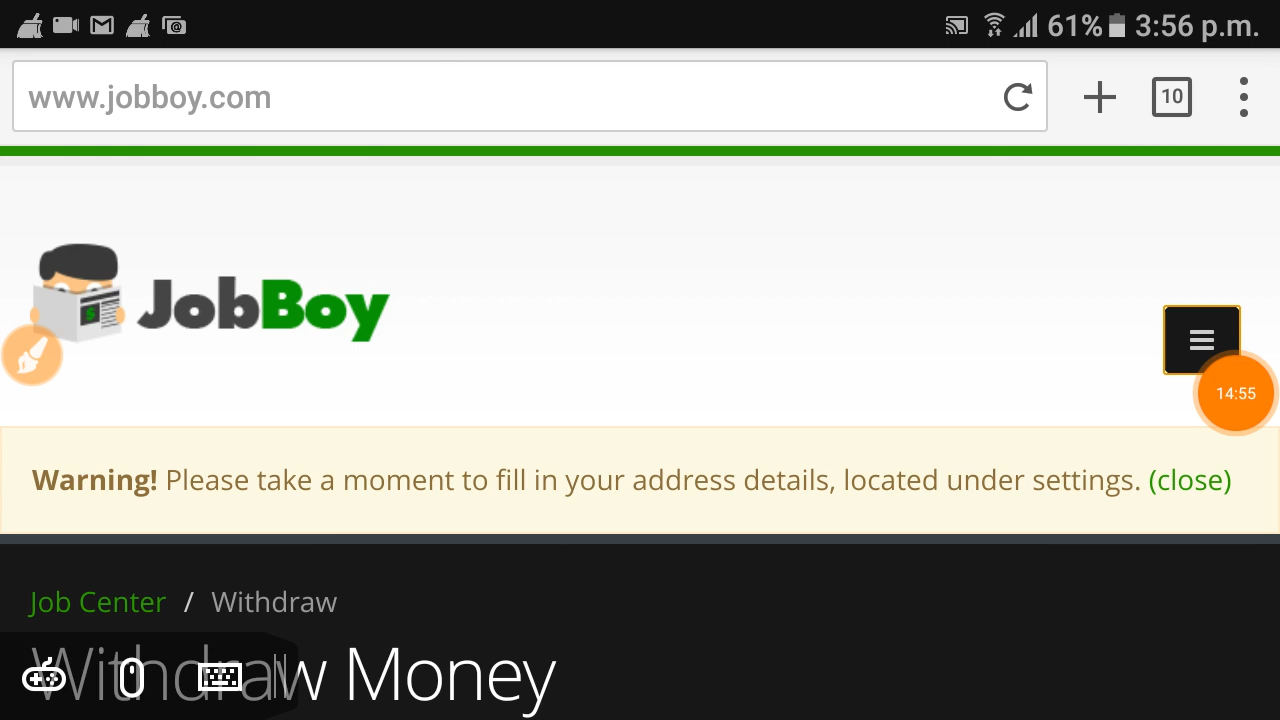 61% 3:56 p.m.
www.jobboy.com
10
JobBoy
14:55
Warning! Please take a moment to fill in your address details, located under settings. (close)
Job Center / Withdraw
Withdraw Money